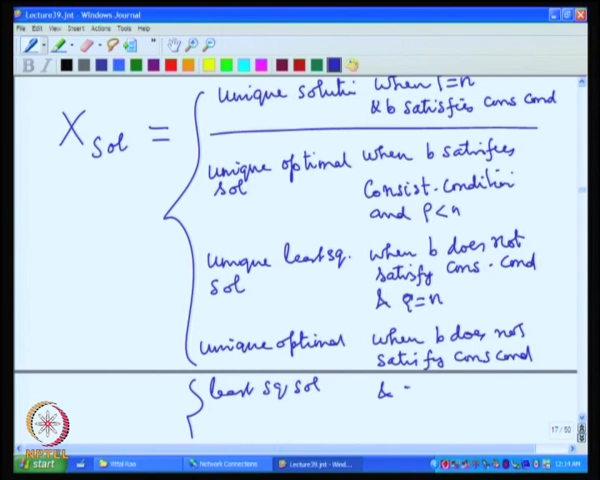 Lecture39.jnt - Windows Journal
File Edit View Insert Actions Tools Help
X sol =
unique soluti when ρ=n
& b satisfies cons cond
unique optimal when b satisfies
sol consist. condition
and ρ<n
unique least sq. when b does not
sol satisfy cons. cond
& ρ=n
unique optimal when b does not
satisfy cons cond
least sq sol &
17 / 50
NPTEL
start Vittal Rao Network Connections Lecture39.jnt - Wind... 12:19 AM